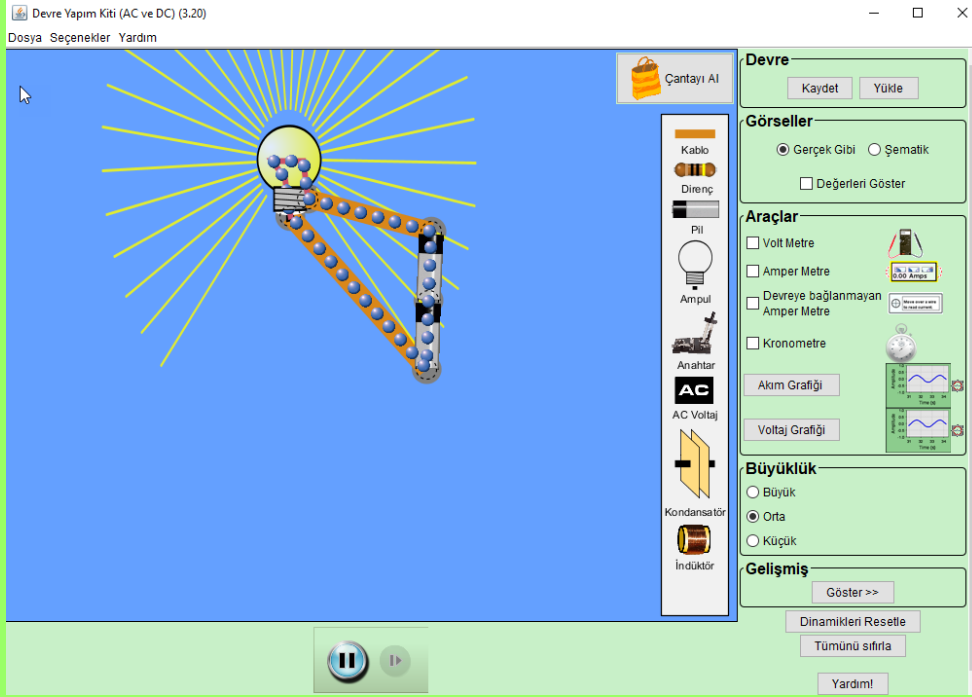 Devre Yapım Kiti (AC ve DC) (3.20)
Dosya Seçenekler Yardım
Çantayı Al
Kablo
Direnç
Pil
Ampul
Anahtar
AC
AC Voltaj
Kondansatör
İndüktör
Devre
Kaydet Yükle
Görseller
Gerçek Gibi Şematik
Değerleri Göster
Araçlar
Volt Metre
Amper Metre
0.00 Amps
Devreye bağlanmayan
Amper Metre
Kronometre
Akım Grafiği
Voltaj Grafiği
Büyüklük
Büyük
Orta
Küçük
Gelişmiş
Göster >>
Dinamikleri Resetle
Tümünü sıfırla
Yardım!